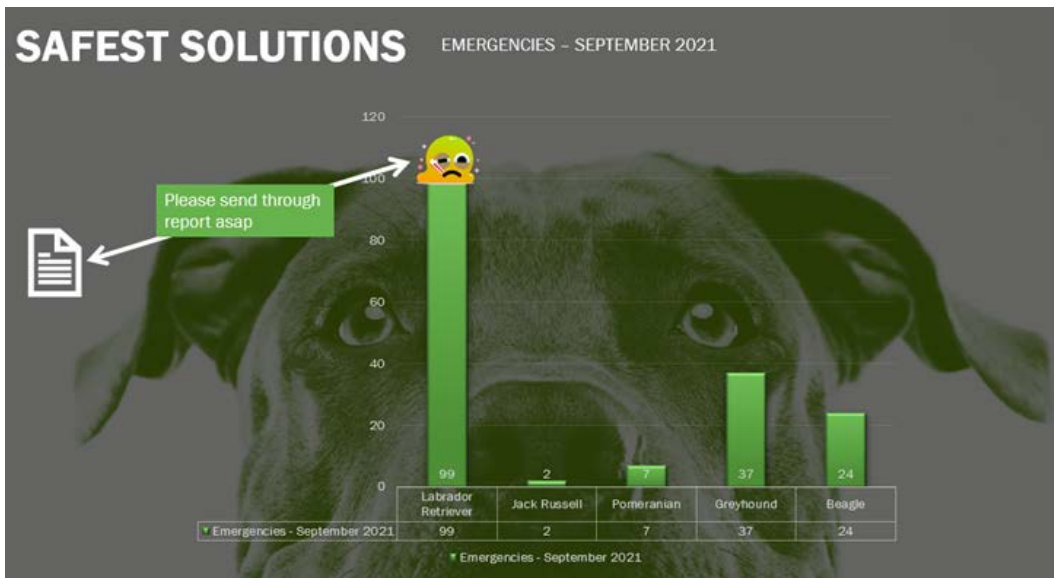 SAFEST SOLUTIONS
EMERGENCIES – SEPTEMBER 2021
Please send through
report asap
120
100
80
60
40
20
0
99
2
7
37
24
Labrador
Retriever
Jack Russell
Pomeranian
Greyhound
Beagle
Emergencies - September 2021
99
2
7
37
24
Emergencies - September 2021